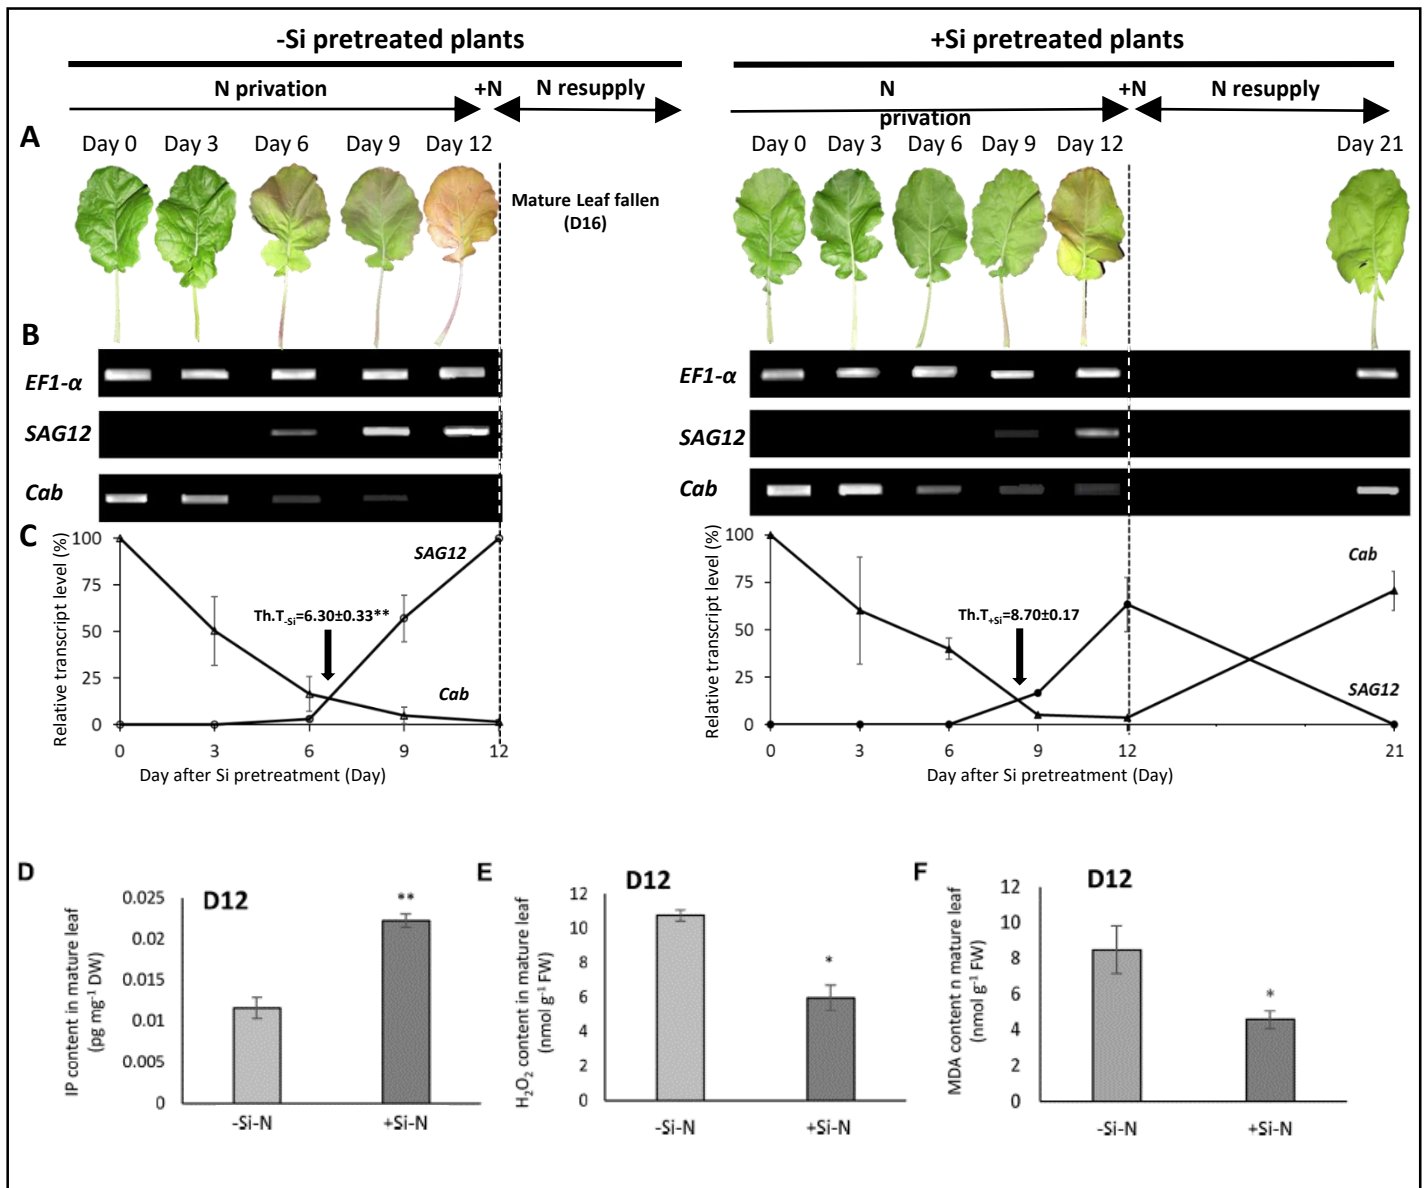 -Si pretreated plants
+Si pretreated plants
N privation
+N
N resupply
N
privation
+N
N resupply
A
Day 0
Day 3
Day 6
Day 9
Day 12
Day 0
Day 3
Day 6
Day 9
Day 12
Day 21
Mature Leaf fallen
(D16)
B
EF1-α
SAG12
Cab
EF1-α
SAG12
Cab
C
Relative transcript level (%)
100
75
50
25
0
SAG12
Th.T-Si=6.30±0.33**
Cab
0
3
6
9
12
Day after Si pretreatment (Day)
Relative transcript level (%)
100
75
50
25
0
Cab
Th.T+Si=8.70±0.17
SAG12
0
3
6
9
12
21
Day after Si pretreatment (Day)
D
D12
IP content in mature leaf
(pg mg-1 DW)
0.025
0.02
0.015
0.01
0.005
0
**
-Si-N
+Si-N
E
D12
H2O2 content in mature leaf
(nmol g-1 FW)
12
10
8
6
4
2
0
*
-Si-N
+Si-N
F
D12
MDA content n mature leaf
(nmol g-1 FW)
12
10
8
6
4
2
0
*
-Si-N
+Si-N